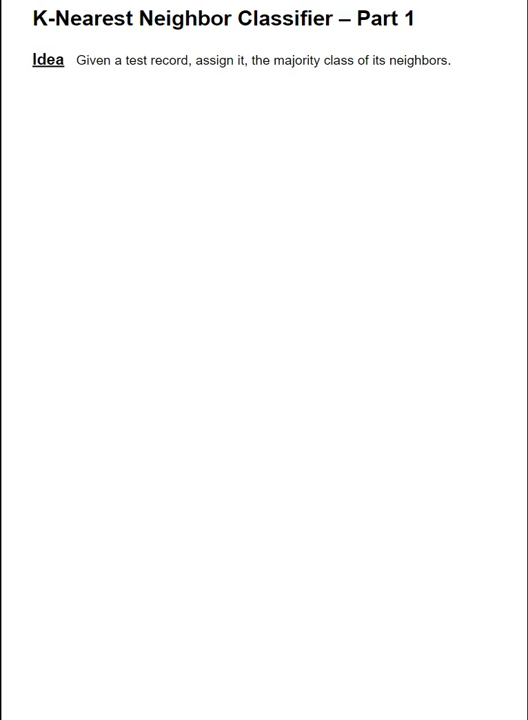 K-Nearest Neighbor Classifier – Part 1
Idea Given a test record, assign it, the majority class of its neighbors.